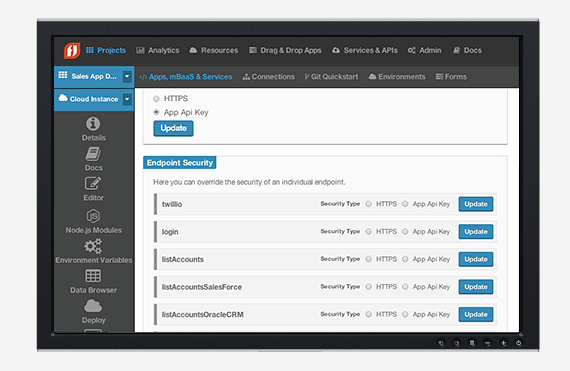 Projects Analytics Resources Drag & Drop Apps Services & APIs Admin Docs
Sales App D... Apps, mBaaS & Services Connections Git Quickstart Environments Forms
Cloud Instance
HTTPS
App Api Key
Update
Details
Docs
Editor
Node.js Modules
Environment Variables
Data Browser
Deploy
Endpoint Security
Here you can override the security of an individual endpoint.
twillio Security Type HTTPS App Api Key Update
login Security Type HTTPS App Api Key Update
listAccounts Security Type HTTPS App Api Key Update
listAccountsSalesForce Security Type HTTPS App Api Key Update
listAccountsOracleCRM Security Type HTTPS App Api Key Update